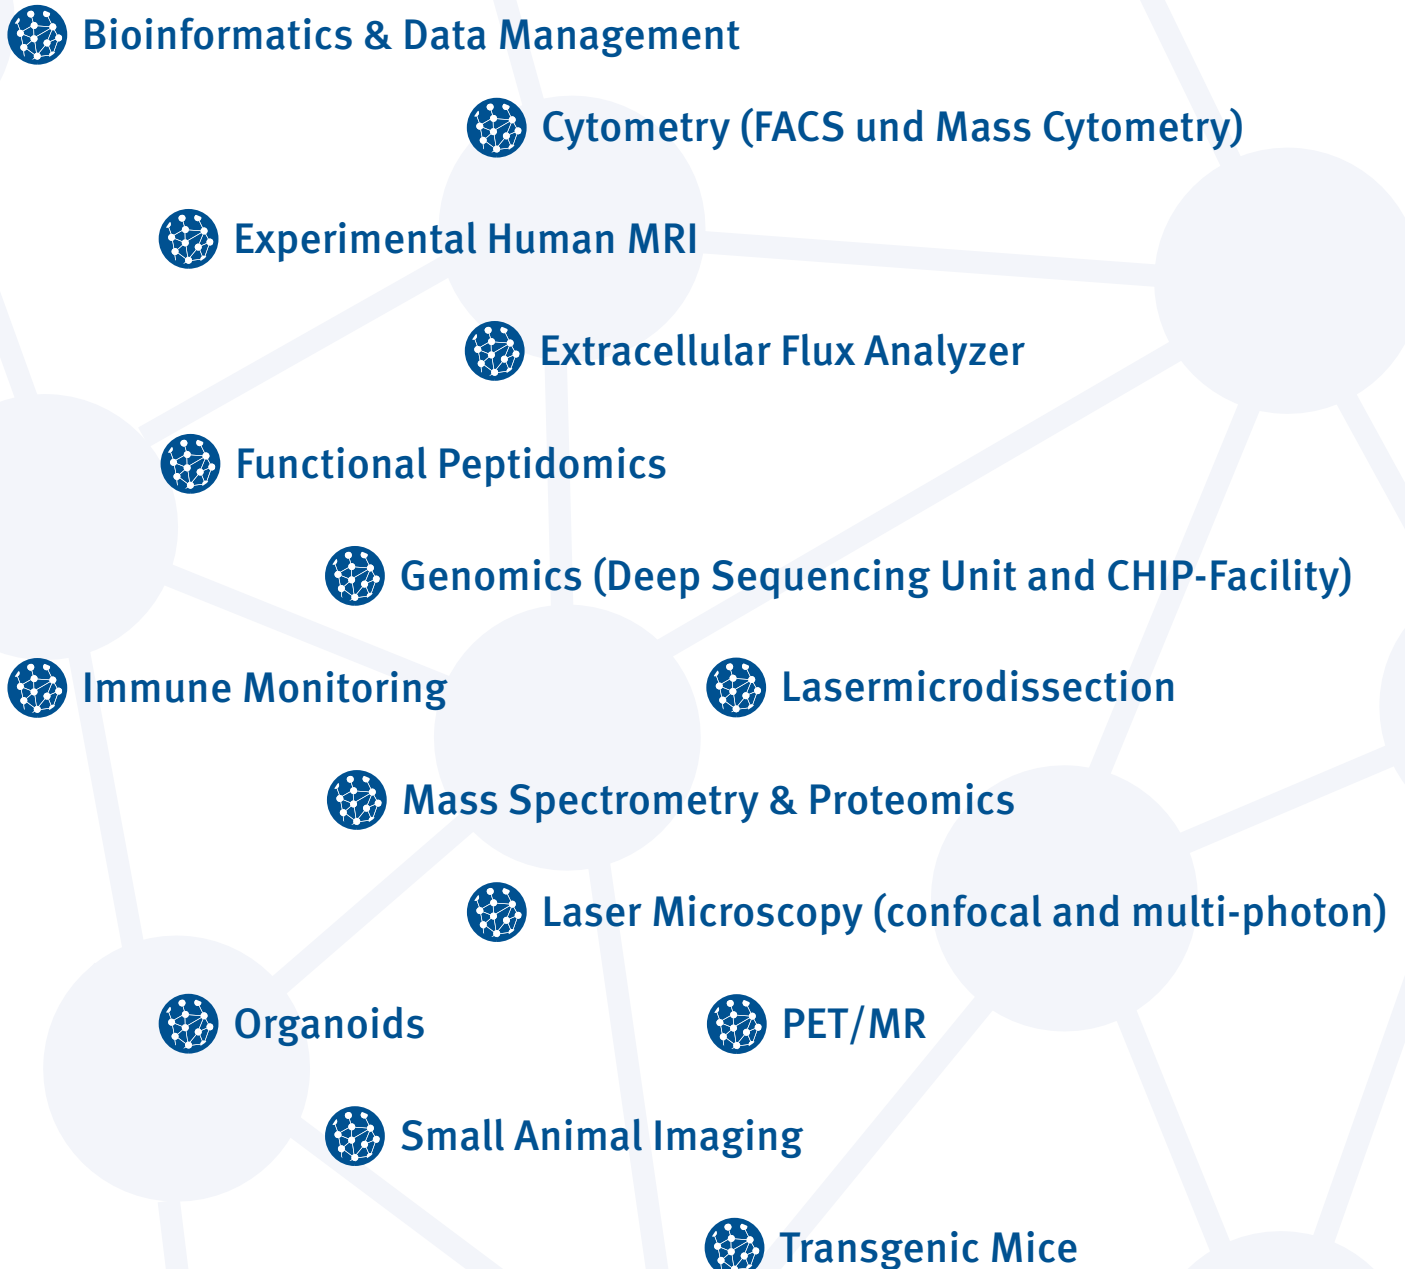 Bioinformatics & Data Management
Cytometry (FACS und Mass Cytometry)
Experimental Human MRI
Extracellular Flux Analyzer
Functional Peptidomics
Genomics (Deep Sequencing Unit and CHIP-Facility)
Immune Monitoring
Lasermicrodissection
Mass Spectrometry & Proteomics
Laser Microscopy (confocal and multi-photon)
Organoids
PET/MR
Small Animal Imaging
Transgenic Mice